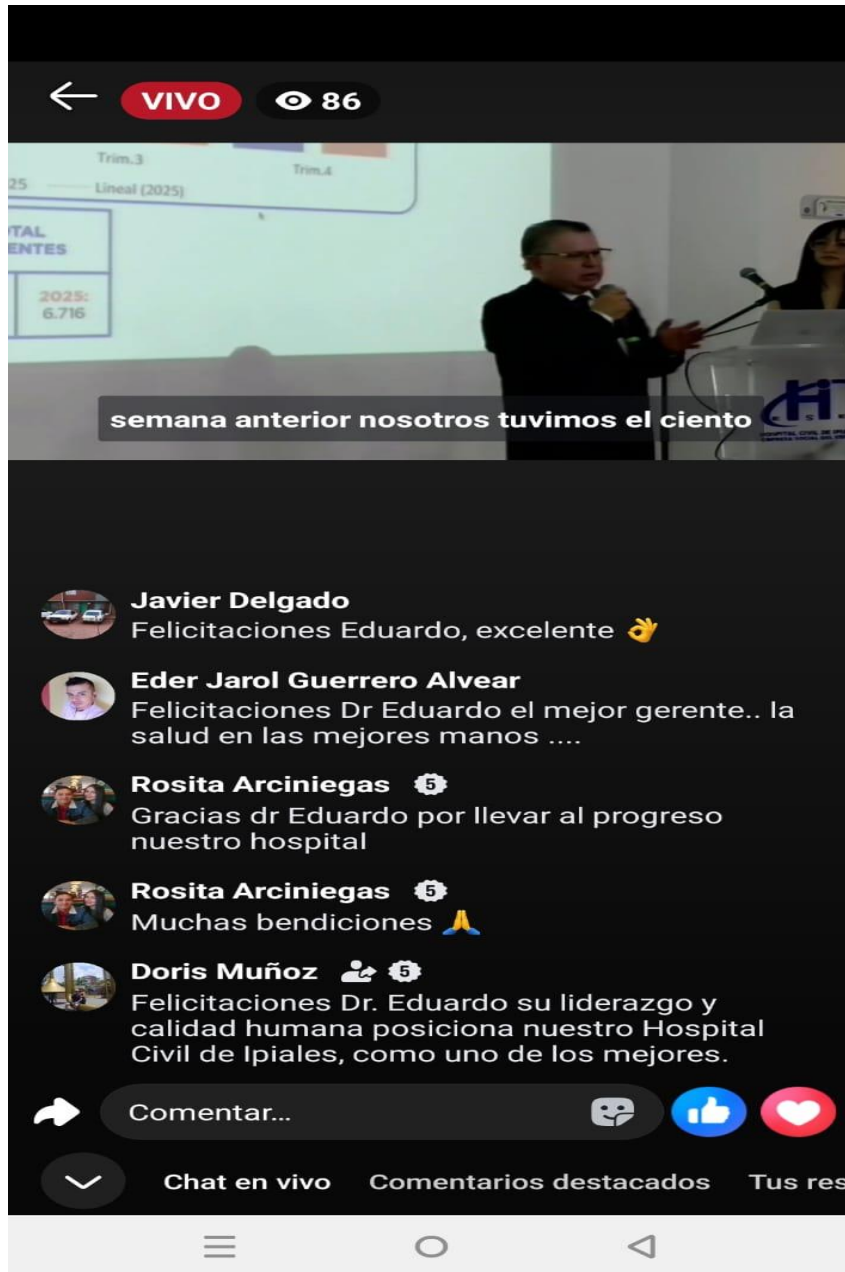 VIVO
86
Trim.3
Trim.4
25
Lineal (2025)
TAL
ENTES
2025:
6.716
semana anterior nosotros tuvimos el ciento
Javier Delgado
Felicitaciones Eduardo, excelente 👌
Eder Jarol Guerrero Alvear
Felicitaciones Dr Eduardo el mejor gerente.. la
salud en las mejores manos ....
Rosita Arciniegas 5
Gracias dr Eduardo por llevar al progreso
nuestro hospital
Rosita Arciniegas 5
Muchas bendiciones 🙏
Doris Muñoz 5
Felicitaciones Dr. Eduardo su liderazgo y
calidad humana posiciona nuestro Hospital
Civil de Ipiales, como uno de los mejores.
Comentar...
Chat en vivo
Comentarios destacados
Tus res